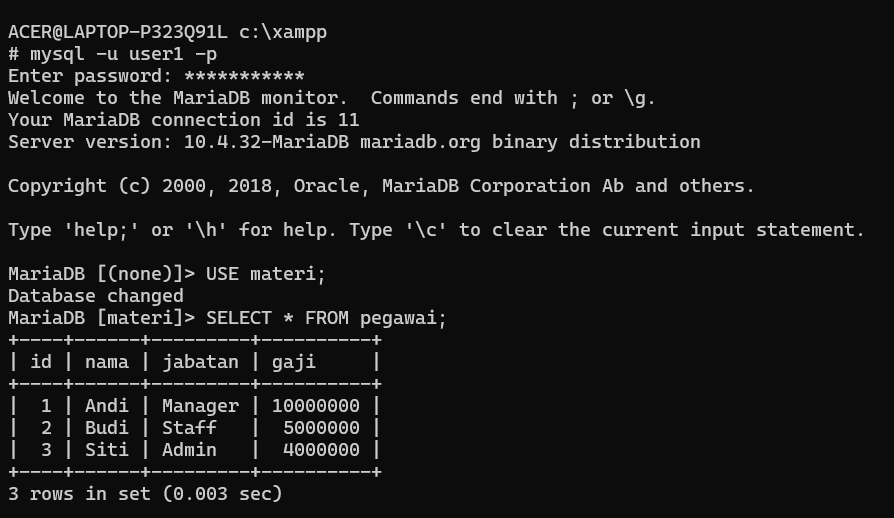 ACER@LAPTOP-P323Q91L c:\xampp
# mysql -u user1 -p
Enter password: ***********
Welcome to the MariaDB monitor.  Commands end with ; or \g.
Your MariaDB connection id is 11
Server version: 10.4.32-MariaDB mariadb.org binary distribution

Copyright (c) 2000, 2018, Oracle, MariaDB Corporation Ab and others.

Type 'help;' or '\h' for help. Type '\c' to clear the current input statement.

MariaDB [(none)]> USE materi;
Database changed
MariaDB [materi]> SELECT * FROM pegawai;
+----+------+---------+----------+
| id | nama | jabatan | gaji     |
+----+------+---------+----------+
|  1 | Andi | Manager | 10000000 |
|  2 | Budi | Staff   |  5000000 |
|  3 | Siti | Admin   |  4000000 |
+----+------+---------+----------+
3 rows in set (0.003 sec)